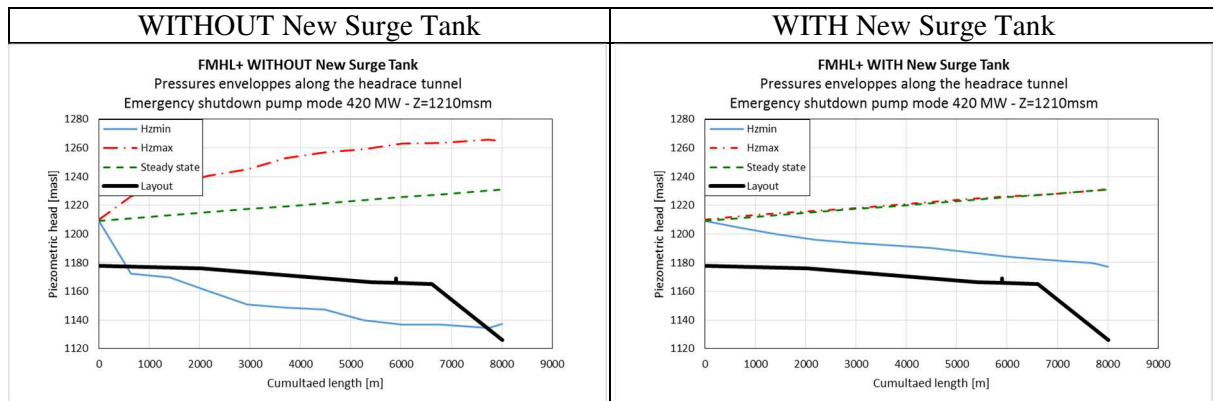 WITHOUT New Surge Tank
WITH New Surge Tank
FMHL+ WITHOUT New Surge Tank
Pressures enveloppes along the headrace tunnel
Emergency shutdown pump mode 420 MW - Z=1210msm
1280
1260
1240
1220
1200
1180
1160
1140
1120
Piezometric head [masl]
Hzmin
Hzmax
Steady state
Layout
0 1000 2000 3000 4000 5000 6000 7000 8000 9000
Cumultaed length [m]
FMHL+ WITH New Surge Tank
Pressures enveloppes along the headrace tunnel
Emergency shutdown pump mode 420 MW - Z=1210msm
1280
1260
1240
1220
1200
1180
1160
1140
1120
Piezometric head [masl]
Hzmin
Hzmax
Steady state
Layout
0 1000 2000 3000 4000 5000 6000 7000 8000 9000
Cumultaed length [m]